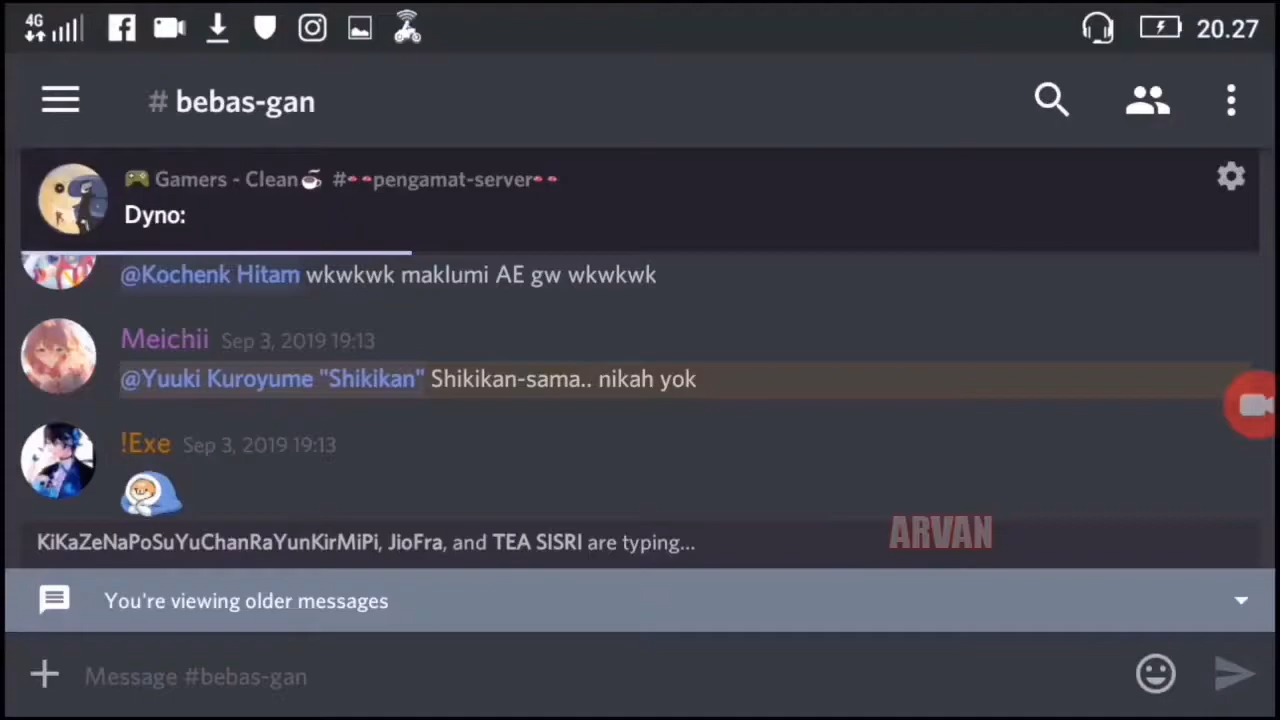 4G 20.27
# bebas-gan
🎮 Gamers - Clean☕ #👄pengamat-server👄
Dyno:
@Kochenk Hitam wkwkwk maklumi AE gw wkwkwk
Meichii Sep 3, 2019 19:13
@Yuuki Kuroyume "Shikikan" Shikikan-sama.. nikah yok
!Exe Sep 3, 2019 19:13
ARVAN
KiKaZeNaPoSuYuChanRaYunKirMiPi, JioFra, and TEA SISRI are typing...
You're viewing older messages
Message #bebas-gan